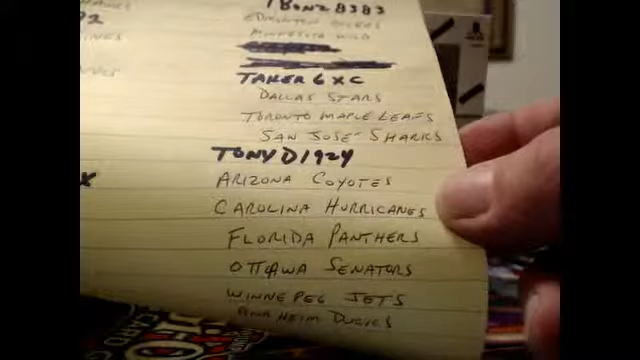 180NZ8383
EDMONTON OILERS
MINNESOTA WILD
TAKER6XC
DALLAS STARS
TORONTO MAPLE LEAFS
SAN JOSE SHARKS
TONYD1924
ARIZONA COYOTES
CAROLINA HURRICANES
FLORIDA PANTHERS
OTTAWA SENATORS
WINNEPEG JETS
ANAHEIM DUCKS